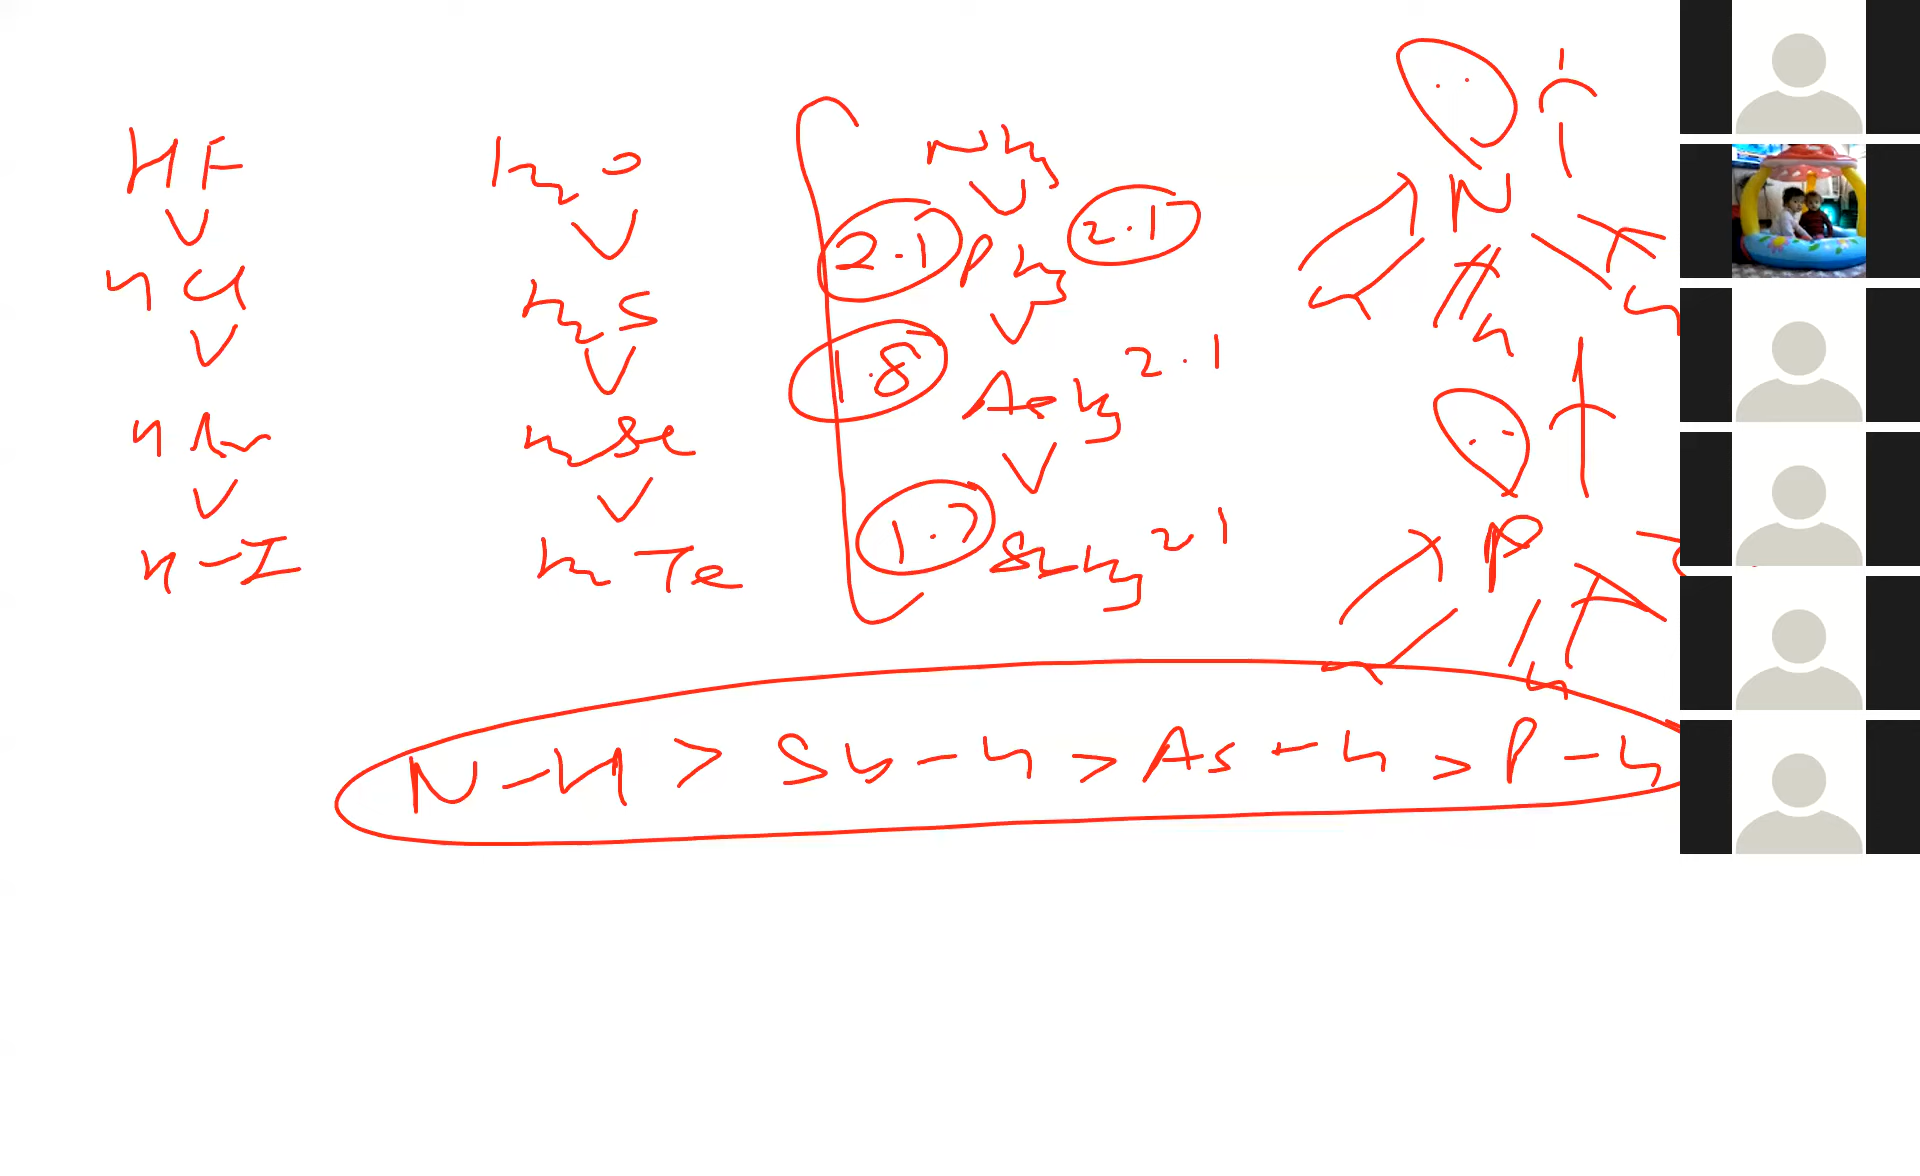 HF
∨
HCl
∨
HBr
∨
H-I
H₂O
∨
H₂S
∨
H₂Se
∨
H₂Te
NH₃
∨
2.1 PH₃ 2.1
∨
1.8 AsH₃ 2.1
∨
1.7 SbH₃ 2.1
N
H H H
P
H H
N-H > Sb-H > As-H > P-H